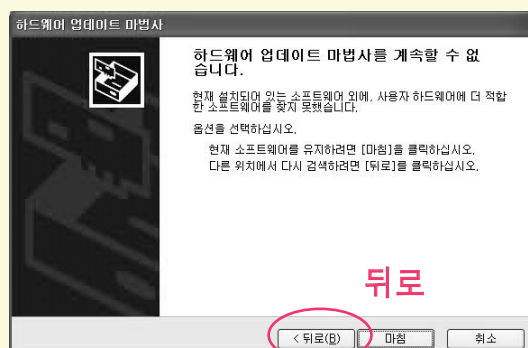 하드웨어 업데이트 마법사
하드웨어 업데이트 마법사를 계속할 수 없
습니다.
현재 설치되어 있는 소프트웨어 외에, 사용자 하드웨어에 더 적합
한 소프트웨어를 찾지 못했습니다.
옵션을 선택하십시오.
현재 소프트웨어를 유지하려면 [마침]을 클릭하십시오.
다른 위치에서 다시 검색하려면 [뒤로]를 클릭하십시오.
뒤로
< 뒤로(B) 마침 취소